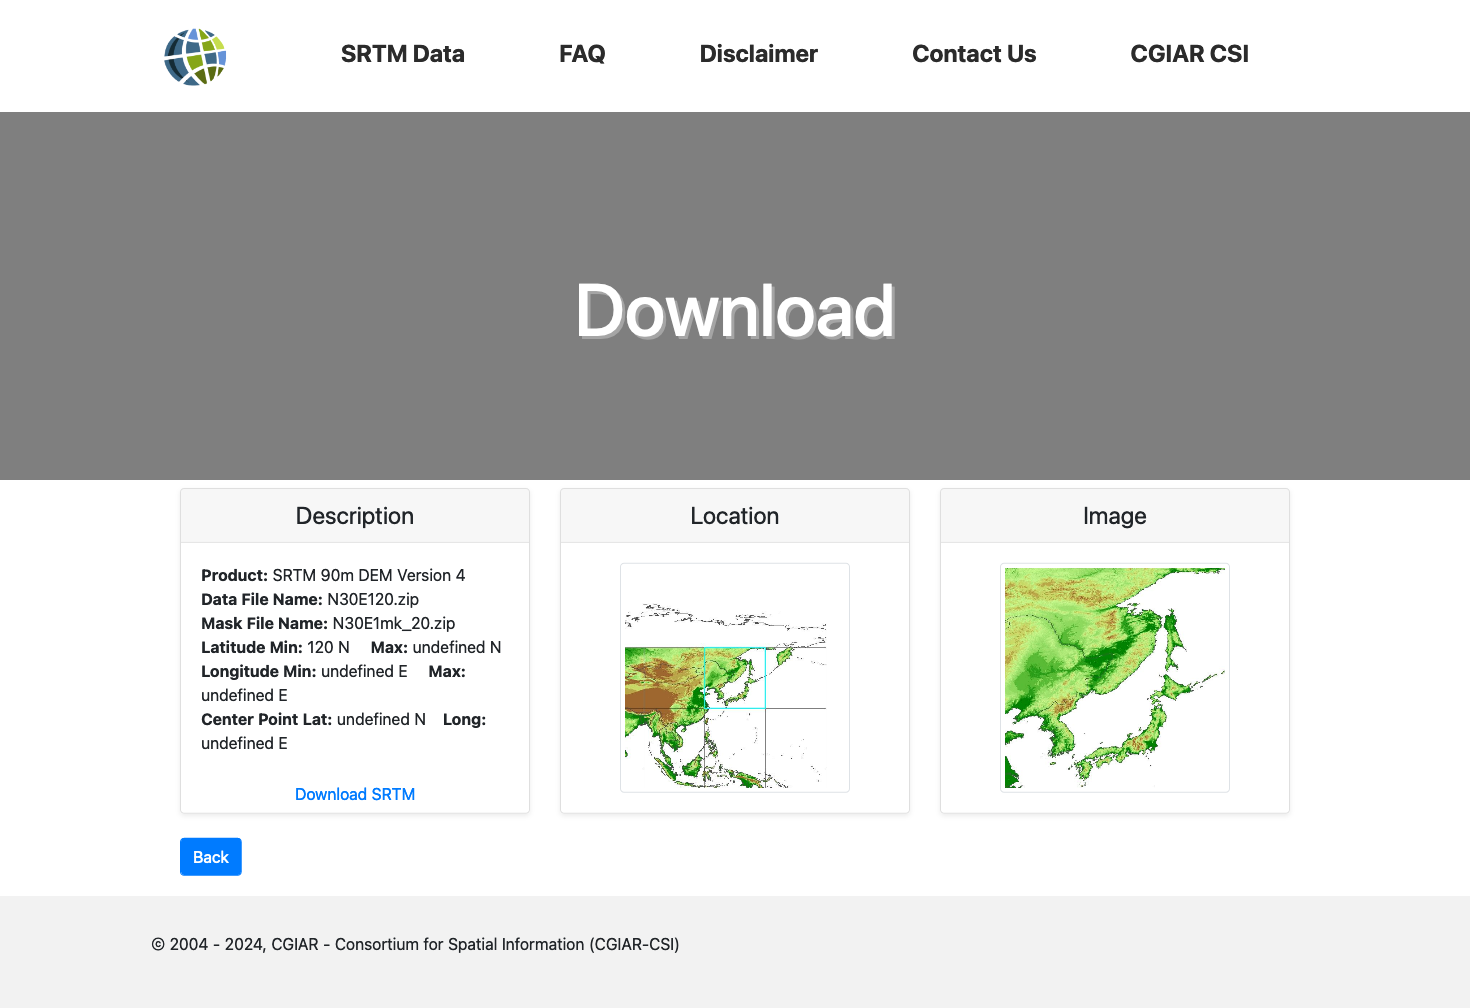 SRTM Data FAQ Disclaimer Contact Us CGIAR CSI
Download
Description
Product: SRTM 90m DEM Version 4
Data File Name: N30E120.zip
Mask File Name: N30E1mk_20.zip
Latitude Min: 120 N Max: undefined N
Longitude Min: undefined E Max:
undefined E
Center Point Lat: undefined N Long:
undefined E
Download SRTM
Location
Image
Back
© 2004 - 2024, CGIAR - Consortium for Spatial Information (CGIAR-CSI)